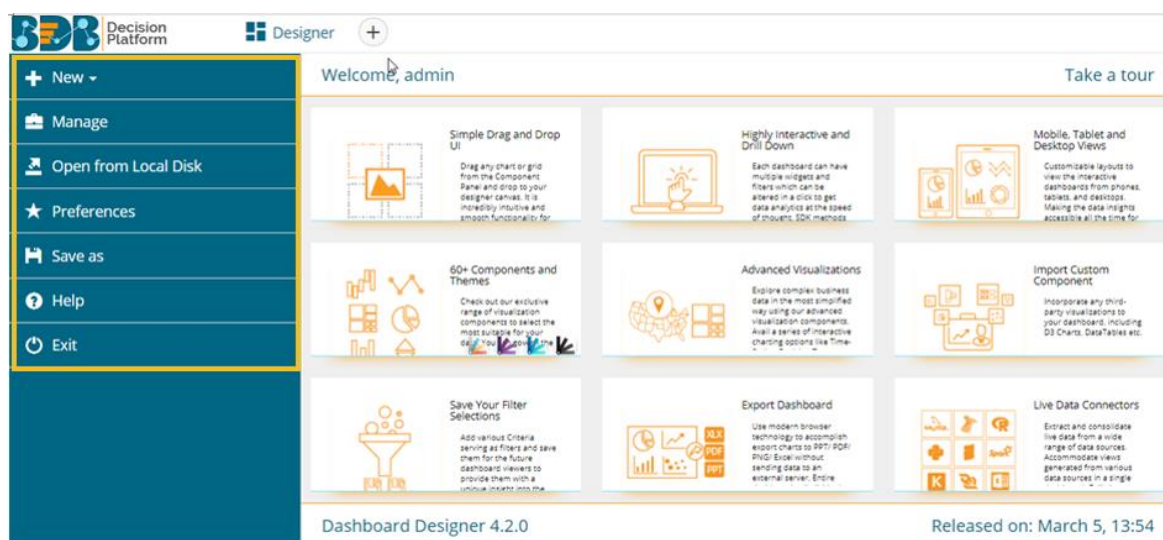 BDB Decision Platform
Designer
+ New
Manage
Open from Local Disk
Preferences
Save as
Help
Exit
Welcome, admin
Take a tour
Simple Drag and Drop
UI
Drag any chart or grid
from the Component
Panel and drop to your
designer canvas. It is
incredibly intuitive and
smooth functionality for
Highly Interactive and
Drill Down
Each dashboard can have
multiple widgets and
filters which can be
altered in a click to get
data analytics at the speed
of thought. SDK methods
Mobile, Tablet and
Desktop Views
Customizable layouts to
view the interactive
dashboards from phones,
tablets, and desktops.
Making the data insights
accessible all the time for
60+ Components and
Themes
Check out our exclusive
range of visualization
components to select the
most suitable for your
Advanced Visualizations
Explore complex business
data in the most simplified
way using our advanced
visualization components.
Avail a series of interactive
charting options like Time-
Import Custom
Component
Incorporate any third-
party visualizations to
your dashboard, including
D3 Charts, DataTables etc.
Save Your Filter
Selections
Add various Criteria
serving as filters and save
them for the future
dashboard viewers to
provide them with a
unique insight into the
Export Dashboard
XLX
PDF
PPT
Use modern browser
technology to accomplish
export charts to PPT/ PDF/
PNG/ Excel without
sending data to an
external server. Entire
Live Data Connectors
R
K
Extract and consolidate
live data from a wide
range of data sources.
Accommodate views
generated from various
data sources in a single
Dashboard Designer 4.2.0
Released on: March 5, 13:54